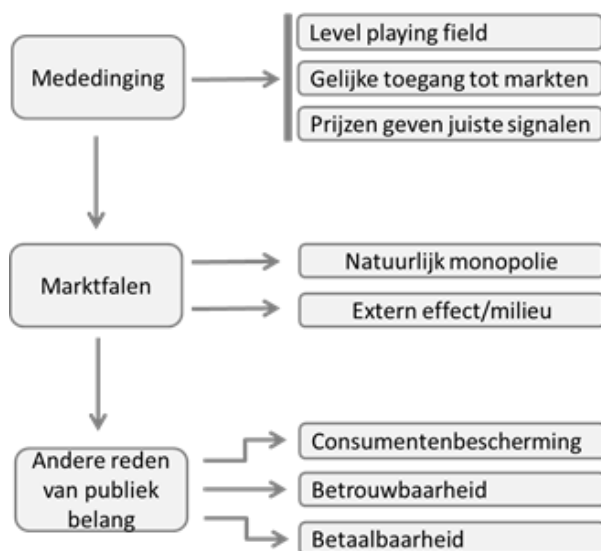 Mededinging
Level playing field
Gelijke toegang tot markten
Prijzen geven juiste signalen
Marktfalen
Natuurlijk monopolie
Extern effect/milieu
Andere reden
van publiek
belang
Consumentenbescherming
Betrouwbaarheid
Betaalbaarheid